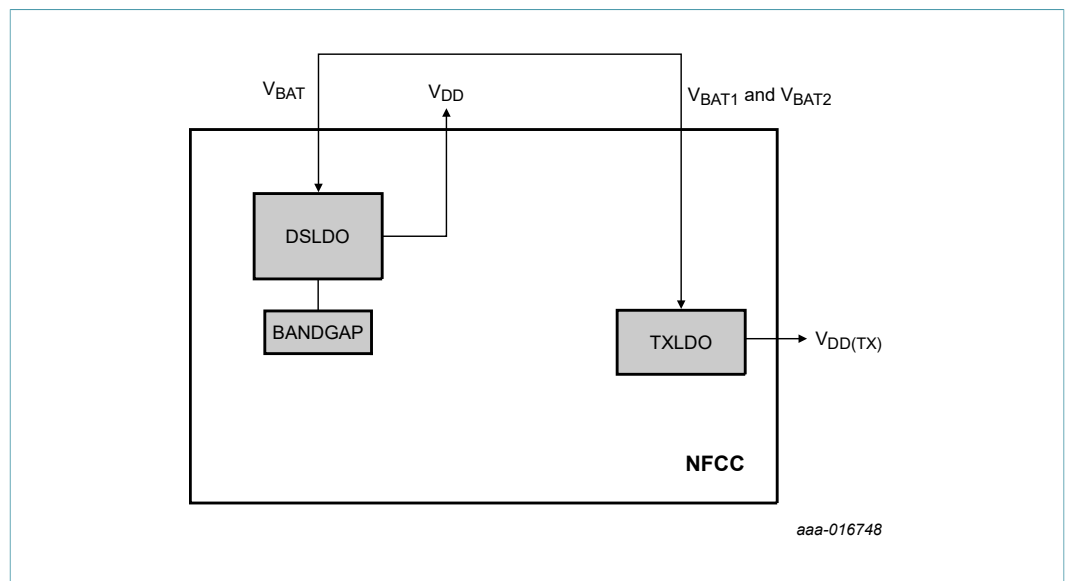 VBAT
VDD
VBAT1 and VBAT2
DSLDO
BANDGAP
TXLDO
VDD(TX)
NFCC
aaa-016748